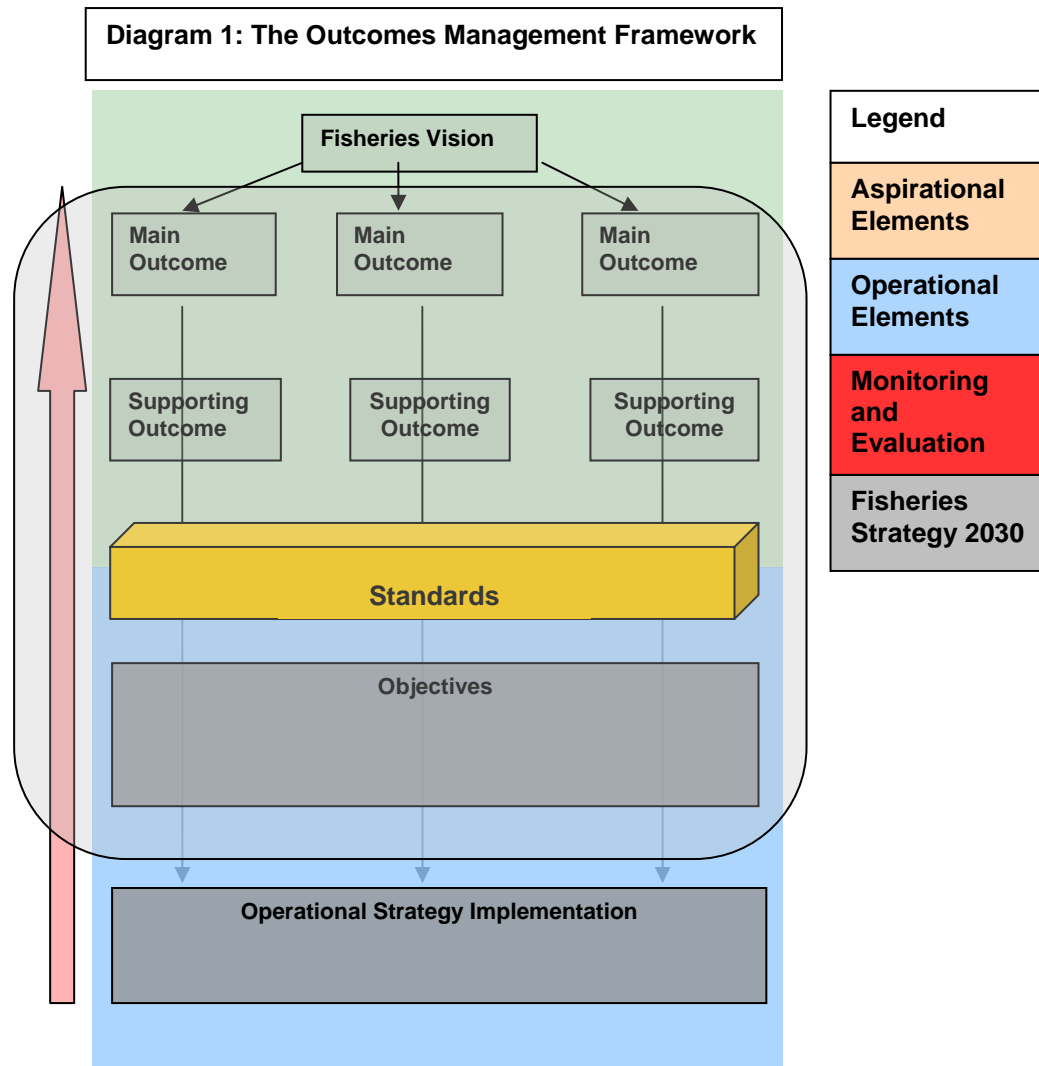 Diagram 1: The Outcomes Management Framework
Fisheries Vision
Main
Outcome
Main
Outcome
Main
Outcome
Supporting
Outcome
Supporting
Outcome
Supporting
Outcome
Standards
Objectives
Operational Strategy Implementation
Legend
Aspirational
Elements
Operational
Elements
Monitoring
and
Evaluation
Fisheries
Strategy 2030